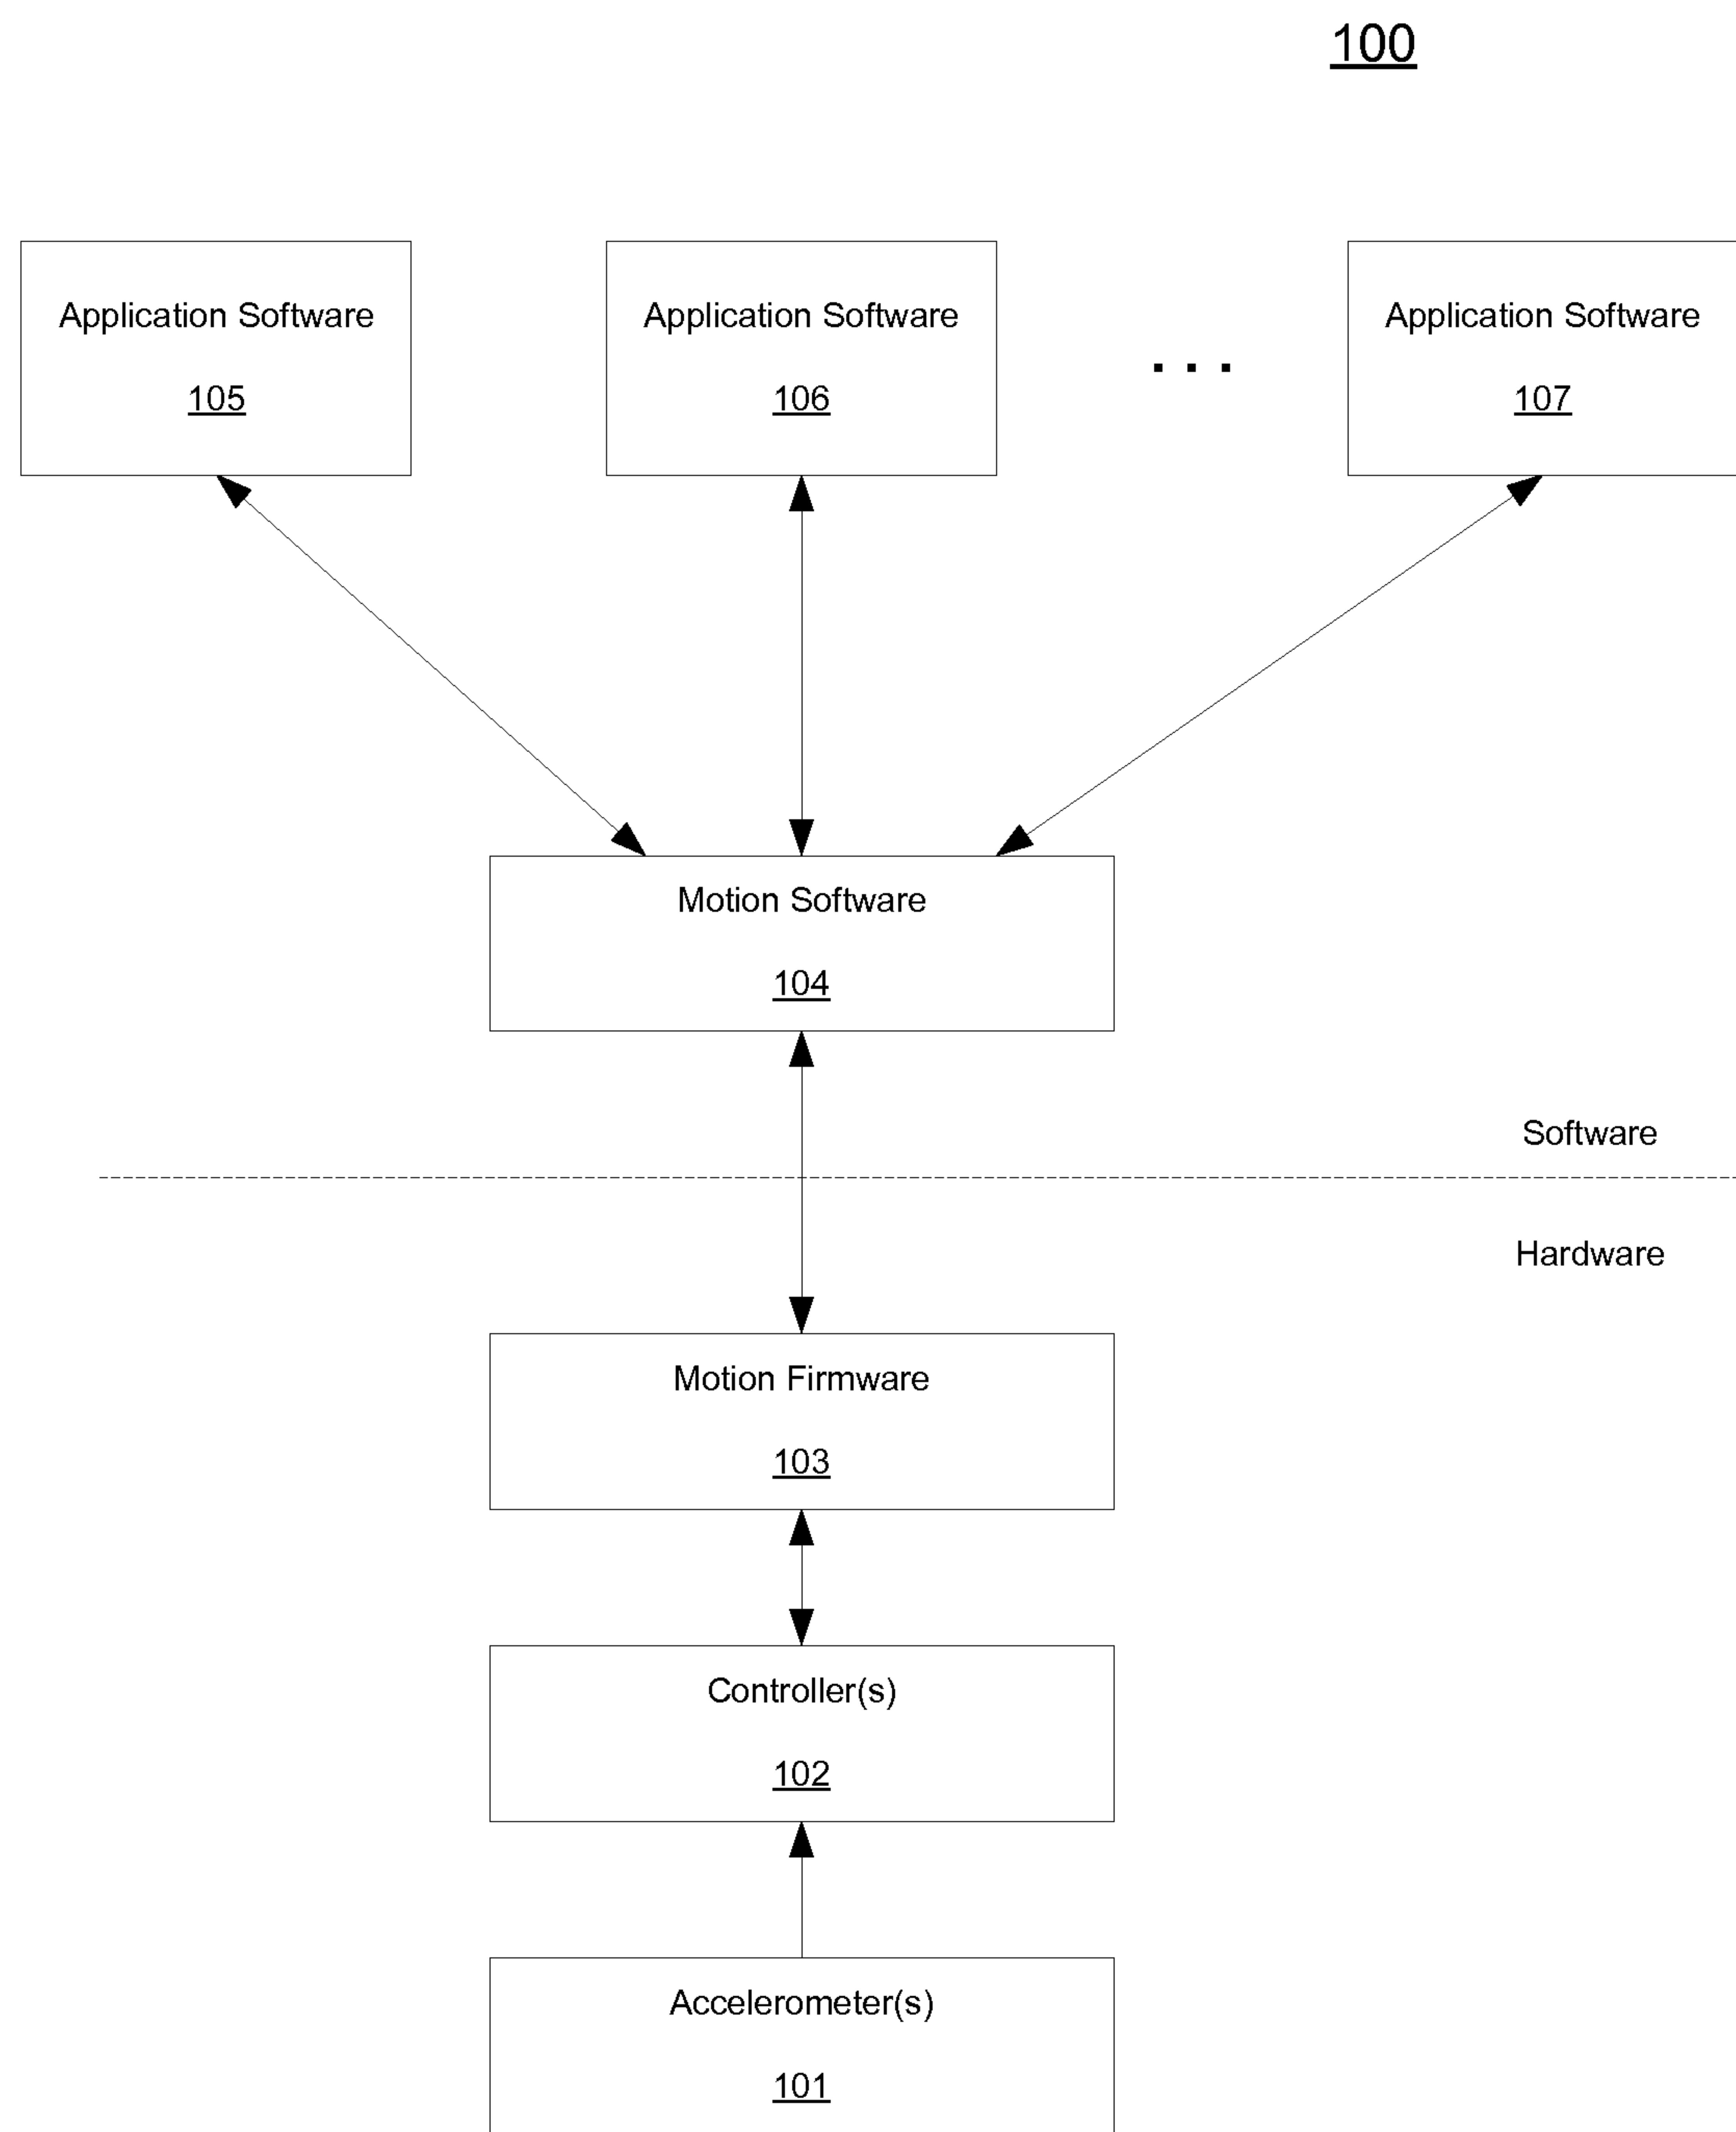 100
Application Software
105
Application Software
106
. . .
Application Software
107
Motion Software
104
Software
Hardware
Motion Firmware
103
Controller(s)
102
Accelerometer(s)
101